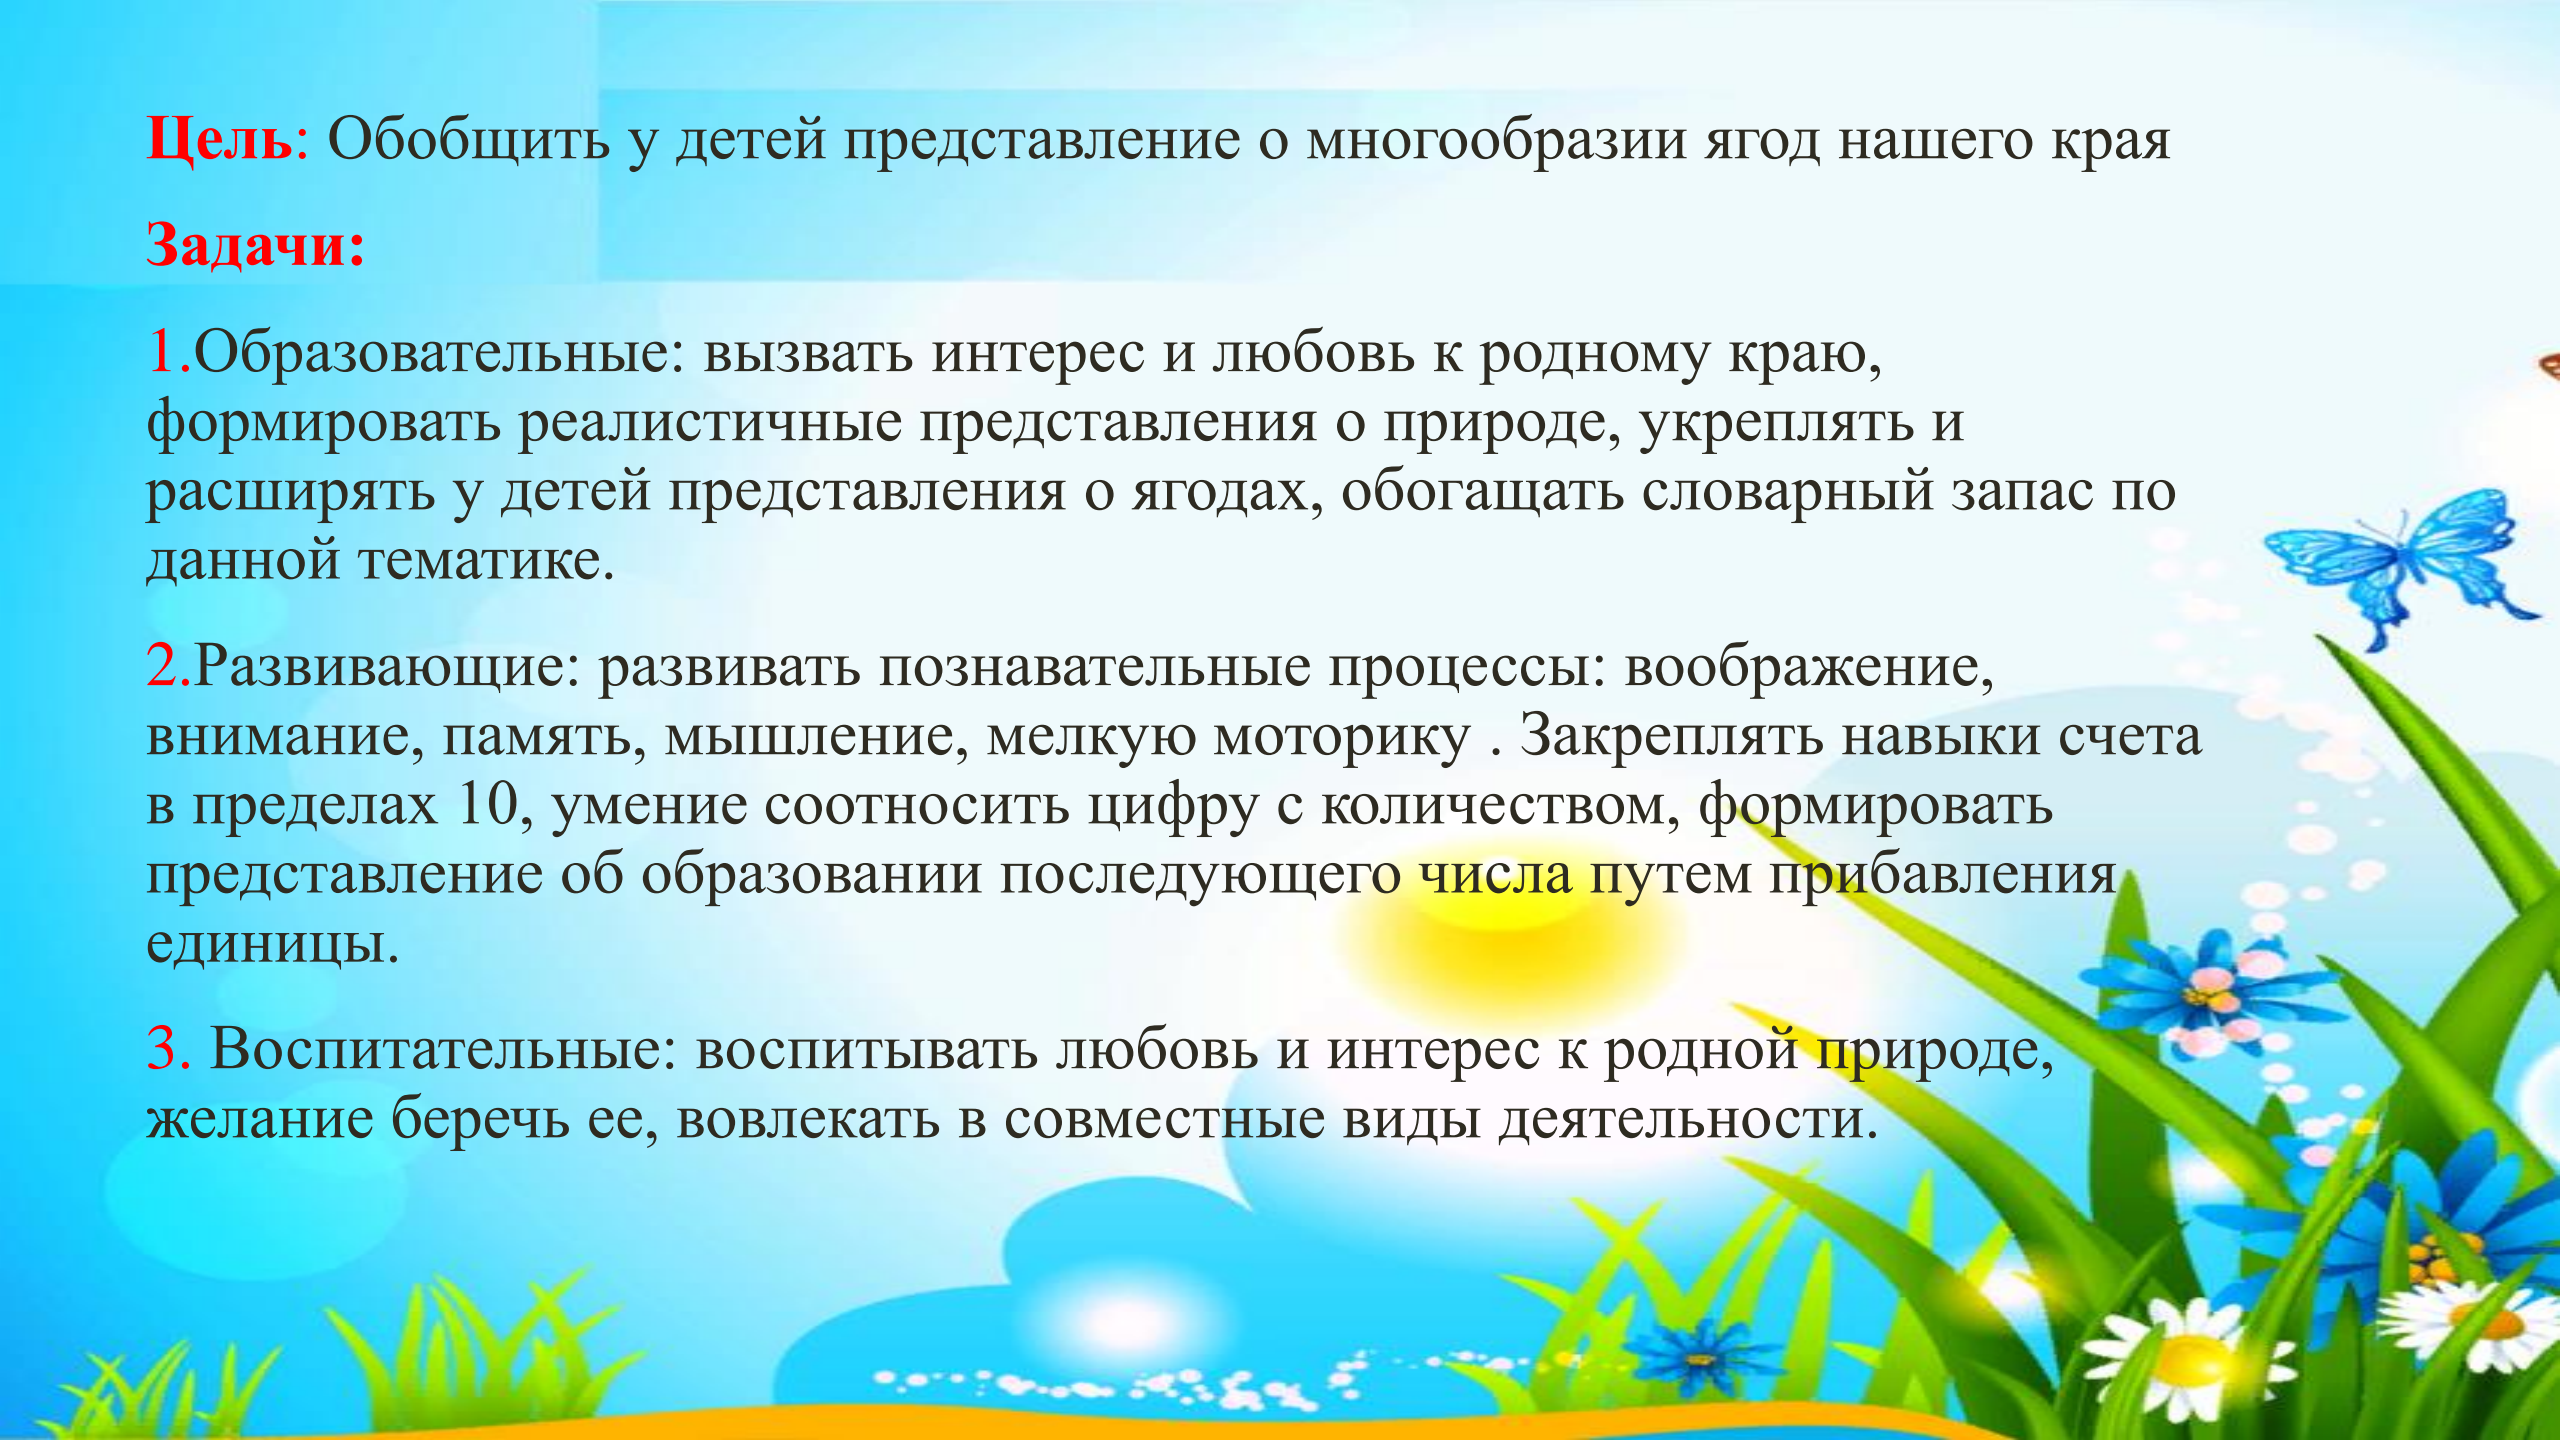 Цель: Обобщить у детей представление о многообразии ягод нашего края
Задачи:
1.Образовательные: вызвать интерес и любовь к родному краю,
формировать реалистичные представления о природе, укреплять и
расширять у детей представления о ягодах, обогащать словарный запас по
данной тематике.
2.Развивающие: развивать познавательные процессы: воображение,
внимание, память, мышление, мелкую моторику . Закреплять навыки счета
в пределах 10, умение соотносить цифру с количеством, формировать
представление об образовании последующего числа путем прибавления
единицы.
3. Воспитательные: воспитывать любовь и интерес к родной природе,
желание беречь ее, вовлекать в совместные виды деятельности.